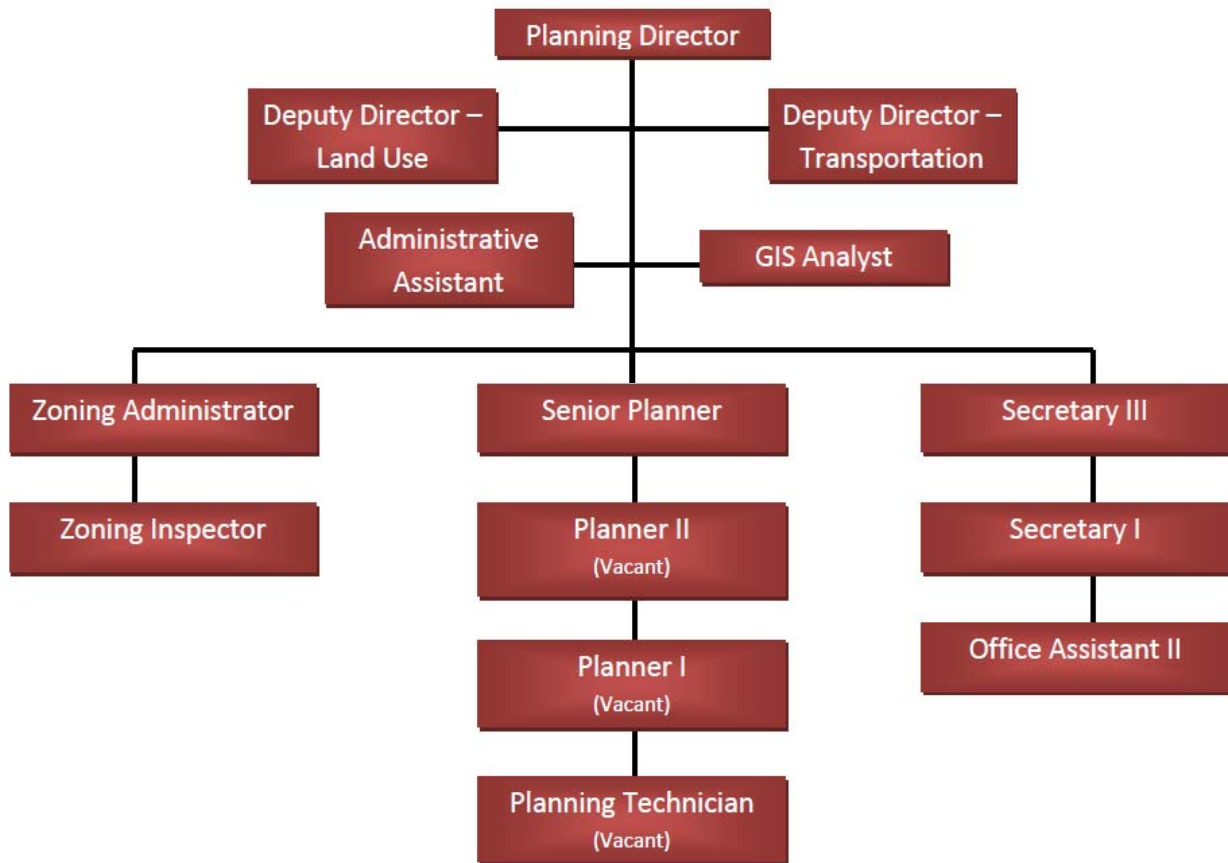 Planning Director
Deputy Director –
Land Use
Deputy Director –
Transportation
Administrative
Assistant
GIS Analyst
Zoning Administrator
Senior Planner
Secretary III
Zoning Inspector
Planner II
(Vacant)
Secretary I
Planner I
(Vacant)
Office Assistant II
Planning Technician
(Vacant)